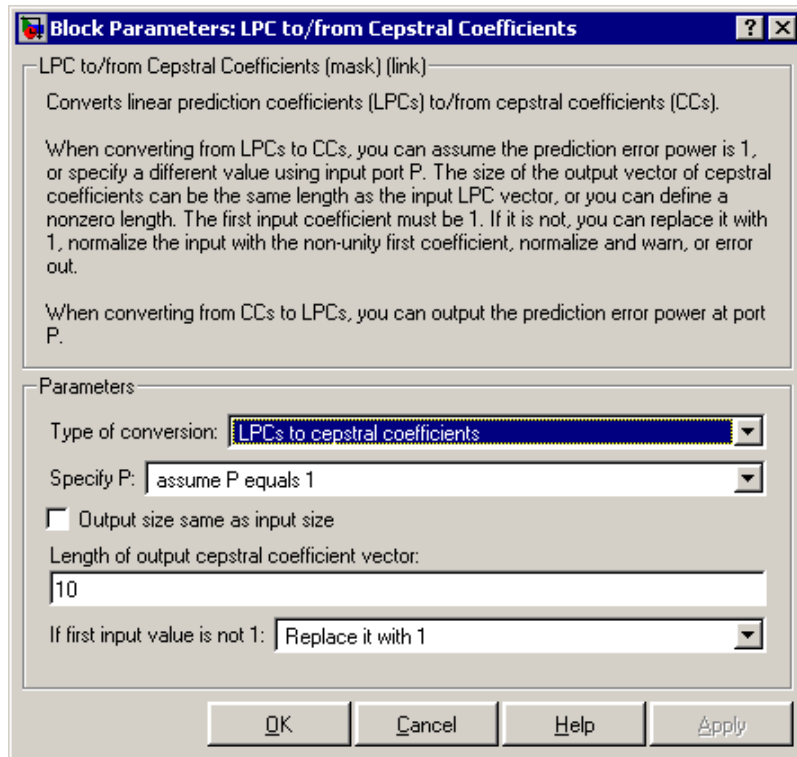 Block Parameters: LPC to/from Cepstral Coefficients
LPC to/from Cepstral Coefficients (mask) (link)
Converts linear prediction coefficients (LPCs) to/from cepstral coefficients (CCs).
When converting from LPCs to CCs, you can assume the prediction error power is 1,
or specify a different value using input port P. The size of the output vector of cepstral
coefficients can be the same length as the input LPC vector, or you can define a
nonzero length. The first input coefficient must be 1. If it is not, you can replace it with
1, normalize the input with the non-unity first coefficient, normalize and warn, or error
out.
When converting from CCs to LPCs, you can output the prediction error power at port
P.
Parameters
Type of conversion: LPCs to cepstral coefficients
Specify P: assume P equals 1
Output size same as input size
Length of output cepstral coefficient vector:
10
If first input value is not 1: Replace it with 1
OK Cancel Help Apply